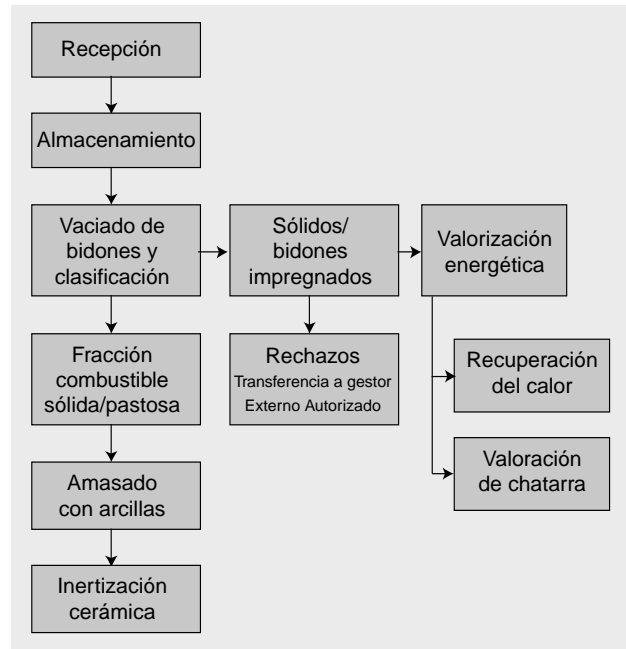 Recepción
Almacenamiento
Vaciado de
bidones y
clasificación
Sólidos/
bidones
impregnados
Valorización
energética
Fracción
combustible
sólida/pastosa
Rechazos
Transferencia a gestor
Externo Autorizado
Recuperación
del calor
Amasado
con arcillas
Valoración
de chatarra
Inertización
cerámica